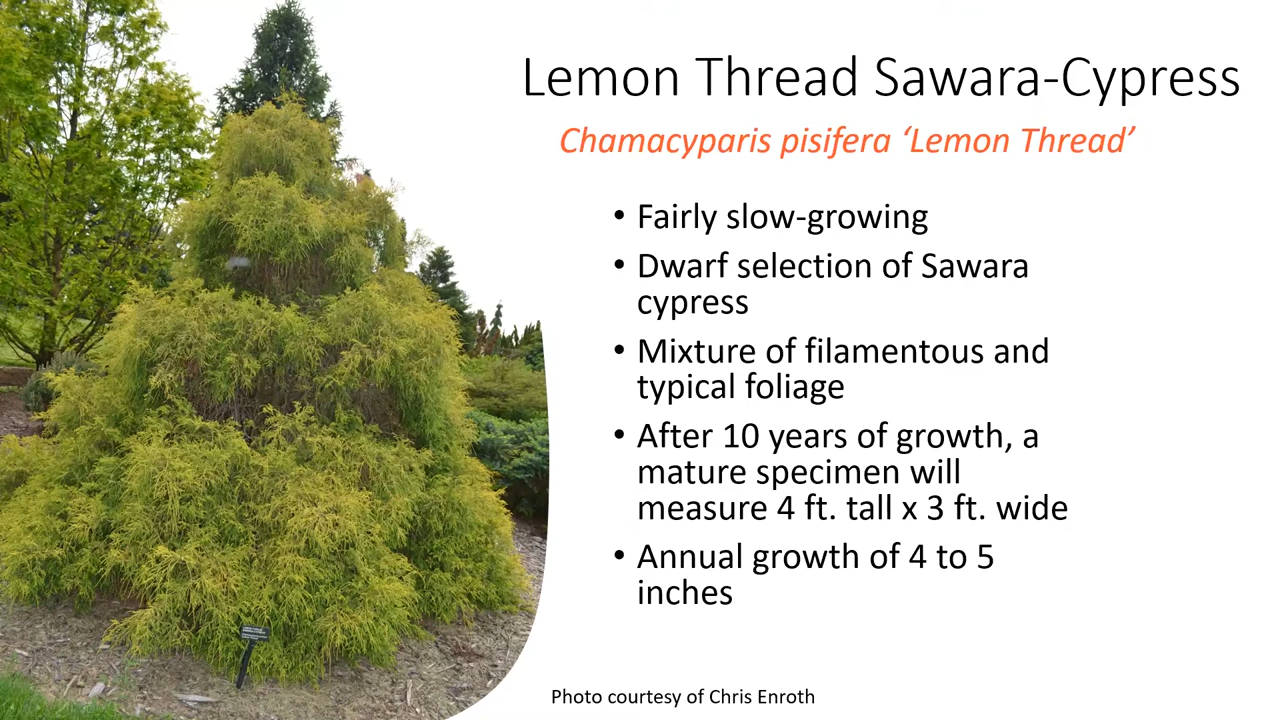 Lemon Thread Sawara-Cypress
Chamacyparis pisifera ‘Lemon Thread’
• Fairly slow-growing
• Dwarf selection of Sawara
cypress
• Mixture of filamentous and
typical foliage
• After 10 years of growth, a
mature specimen will
measure 4 ft. tall x 3 ft. wide
• Annual growth of 4 to 5
inches
Photo courtesy of Chris Enroth